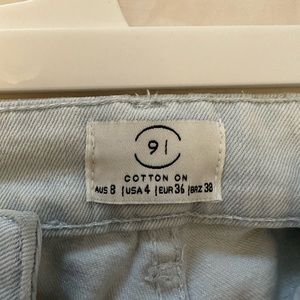 91
COTTON ON
AUS 8 | USA 4 | EUR 36 | BRZ 38